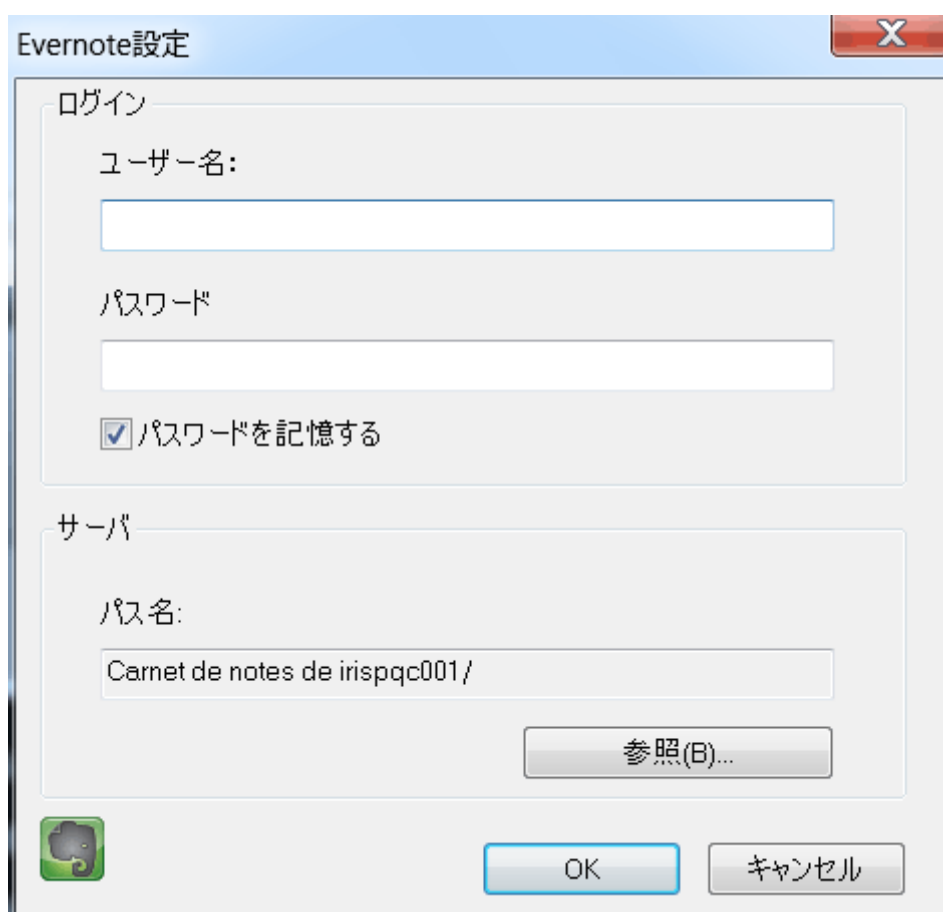 Evernote設定
ログイン
ユーザー名:
パスワード
パスワードを記憶する
サーバ
パス名:
Carnet de notes de irispqc001/
参照(B)...
OK
キャンセル